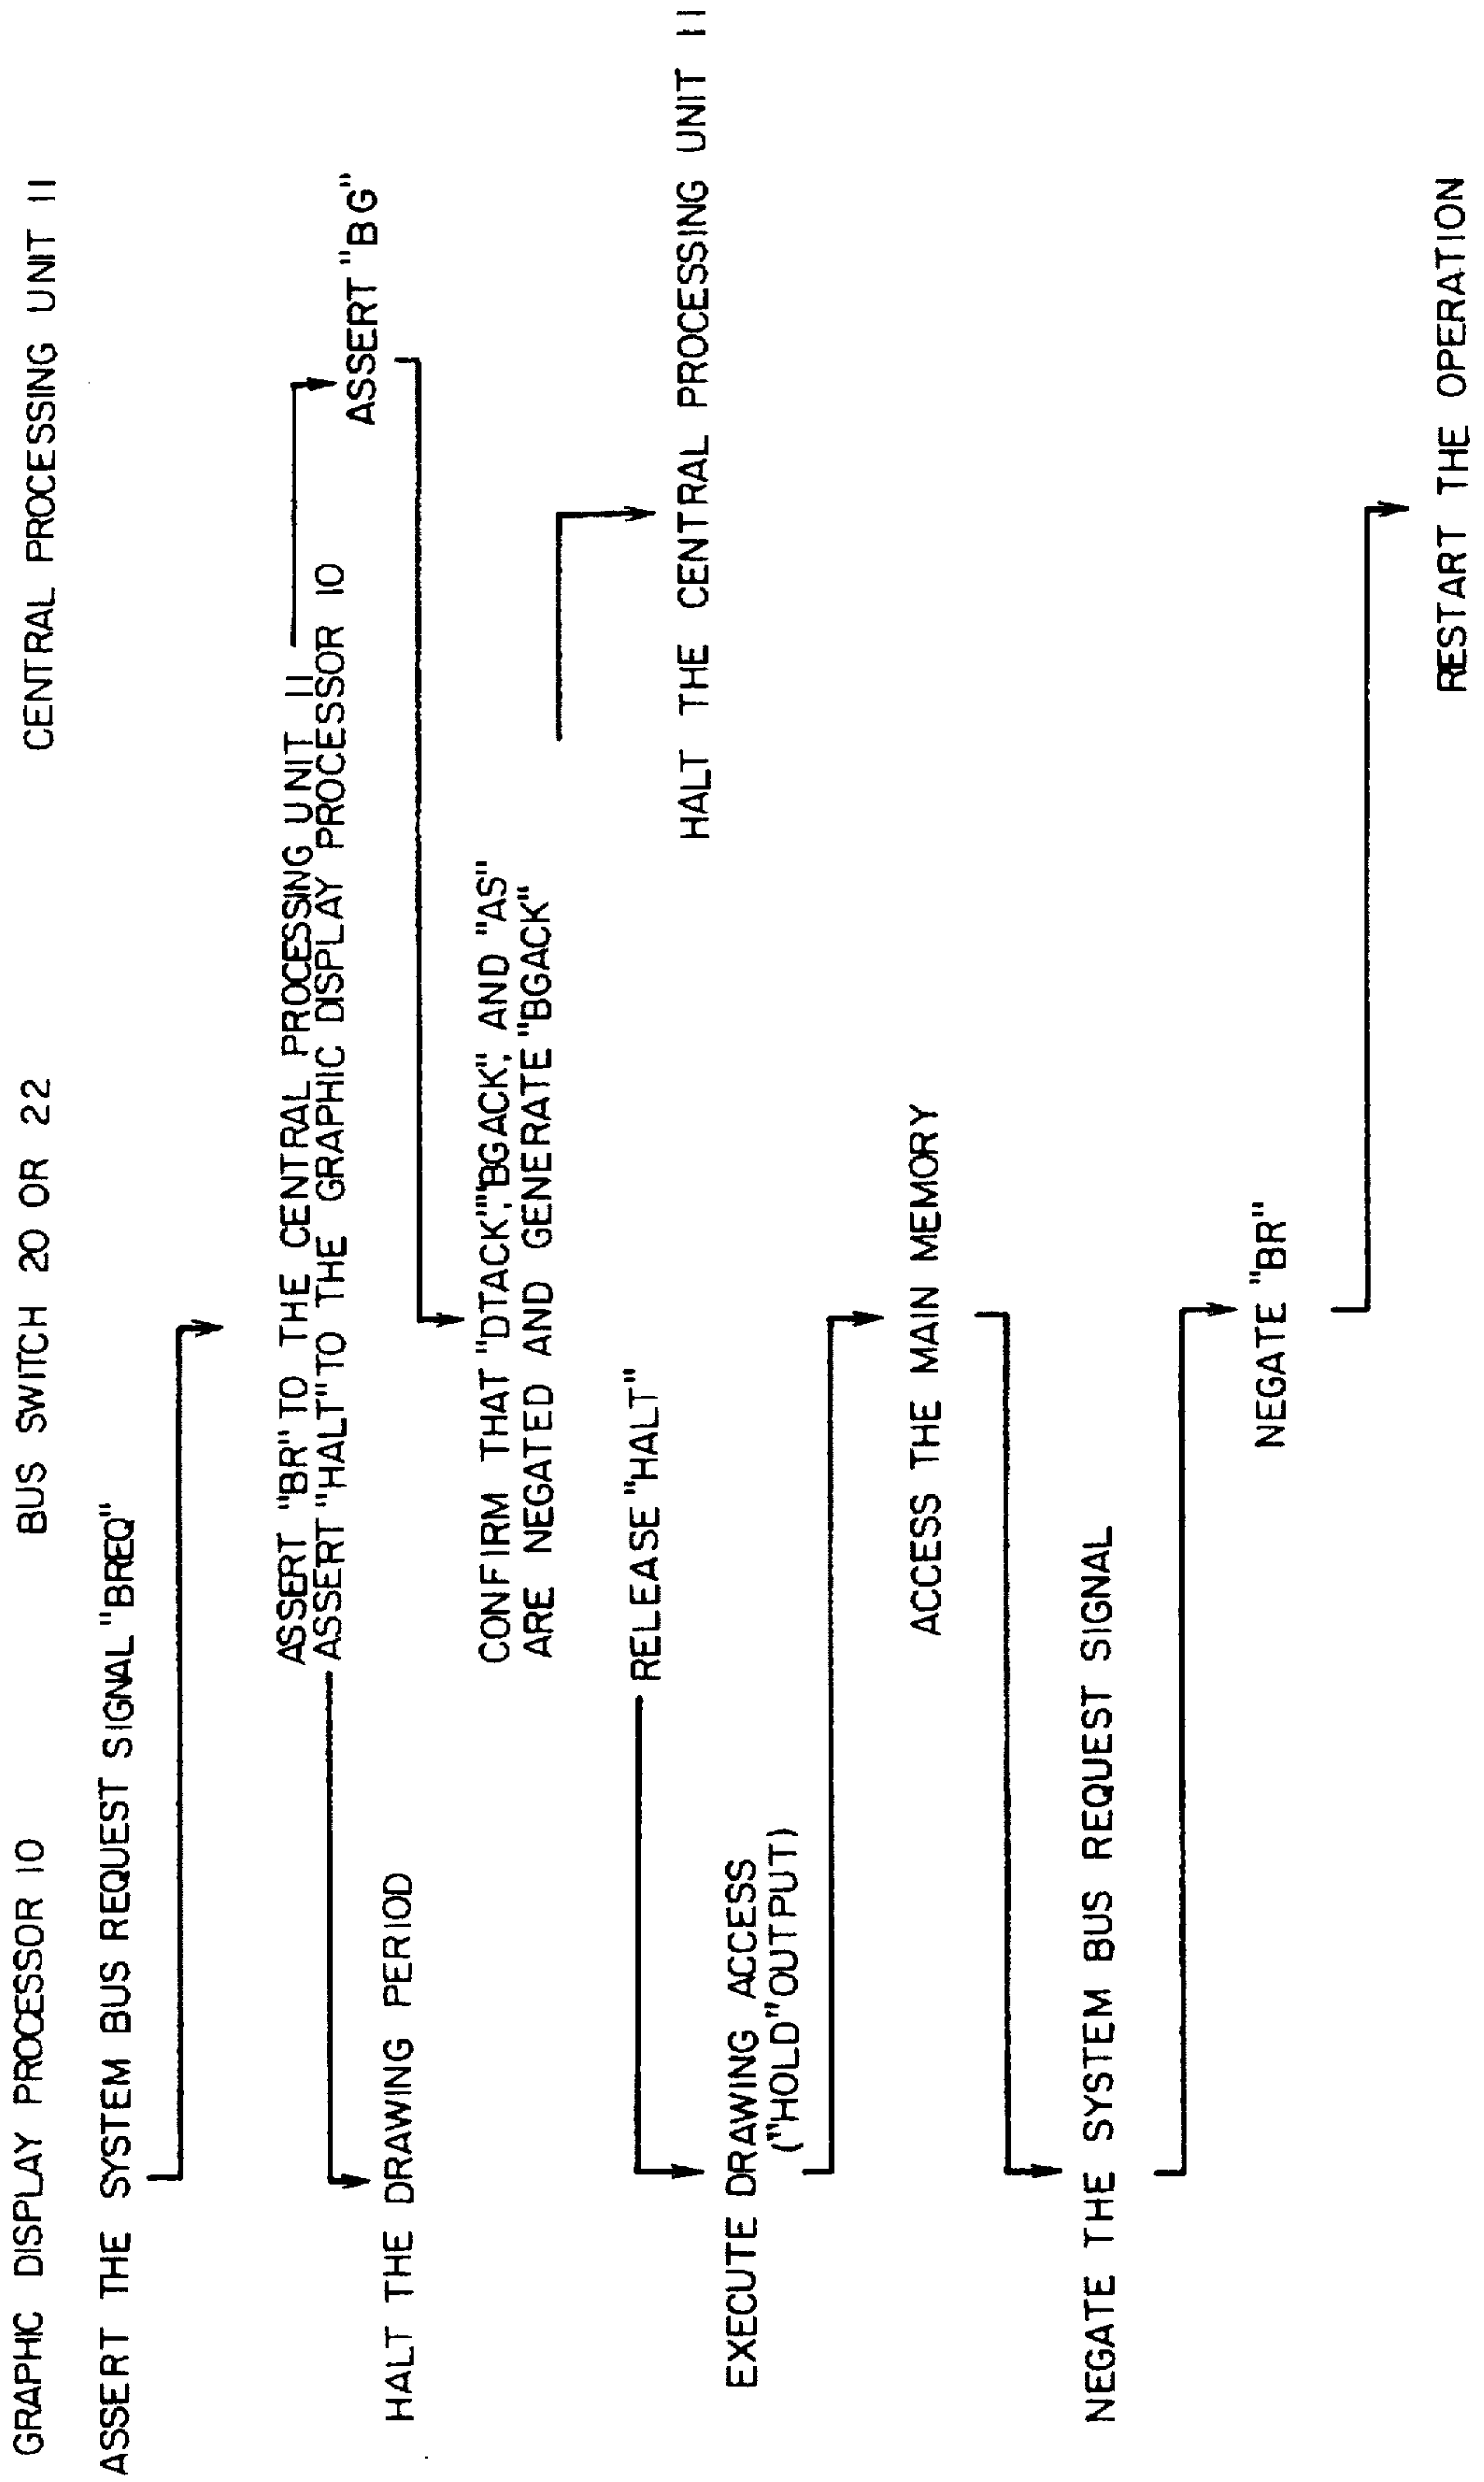 GRAPHIC DISPLAY PROCESSOR 10
BUS SWITCH 20 OR 22
CENTRAL PROCESSING UNIT 11
ASSERT THE SYSTEM BUS REQUEST SIGNAL "BREQ"
ASSERT "BR" TO THE CENTRAL PROCESSING UNIT 11
ASSERT "HALT" TO THE GRAPHIC DISPLAY PROCESSOR 10
ASSERT "BG"
HALT THE DRAWING PERIOD
CONFIRM THAT "DTACK", "BGACK", AND "AS"
ARE NEGATED AND GENERATE "BGACK"
RELEASE "HALT"
HALT THE CENTRAL PROCESSING UNIT 11
EXECUTE DRAWING ACCESS
("HOLD" OUTPUT)
ACCESS THE MAIN MEMORY
NEGATE THE SYSTEM BUS REQUEST SIGNAL
NEGATE "BR"
RESTART THE OPERATION